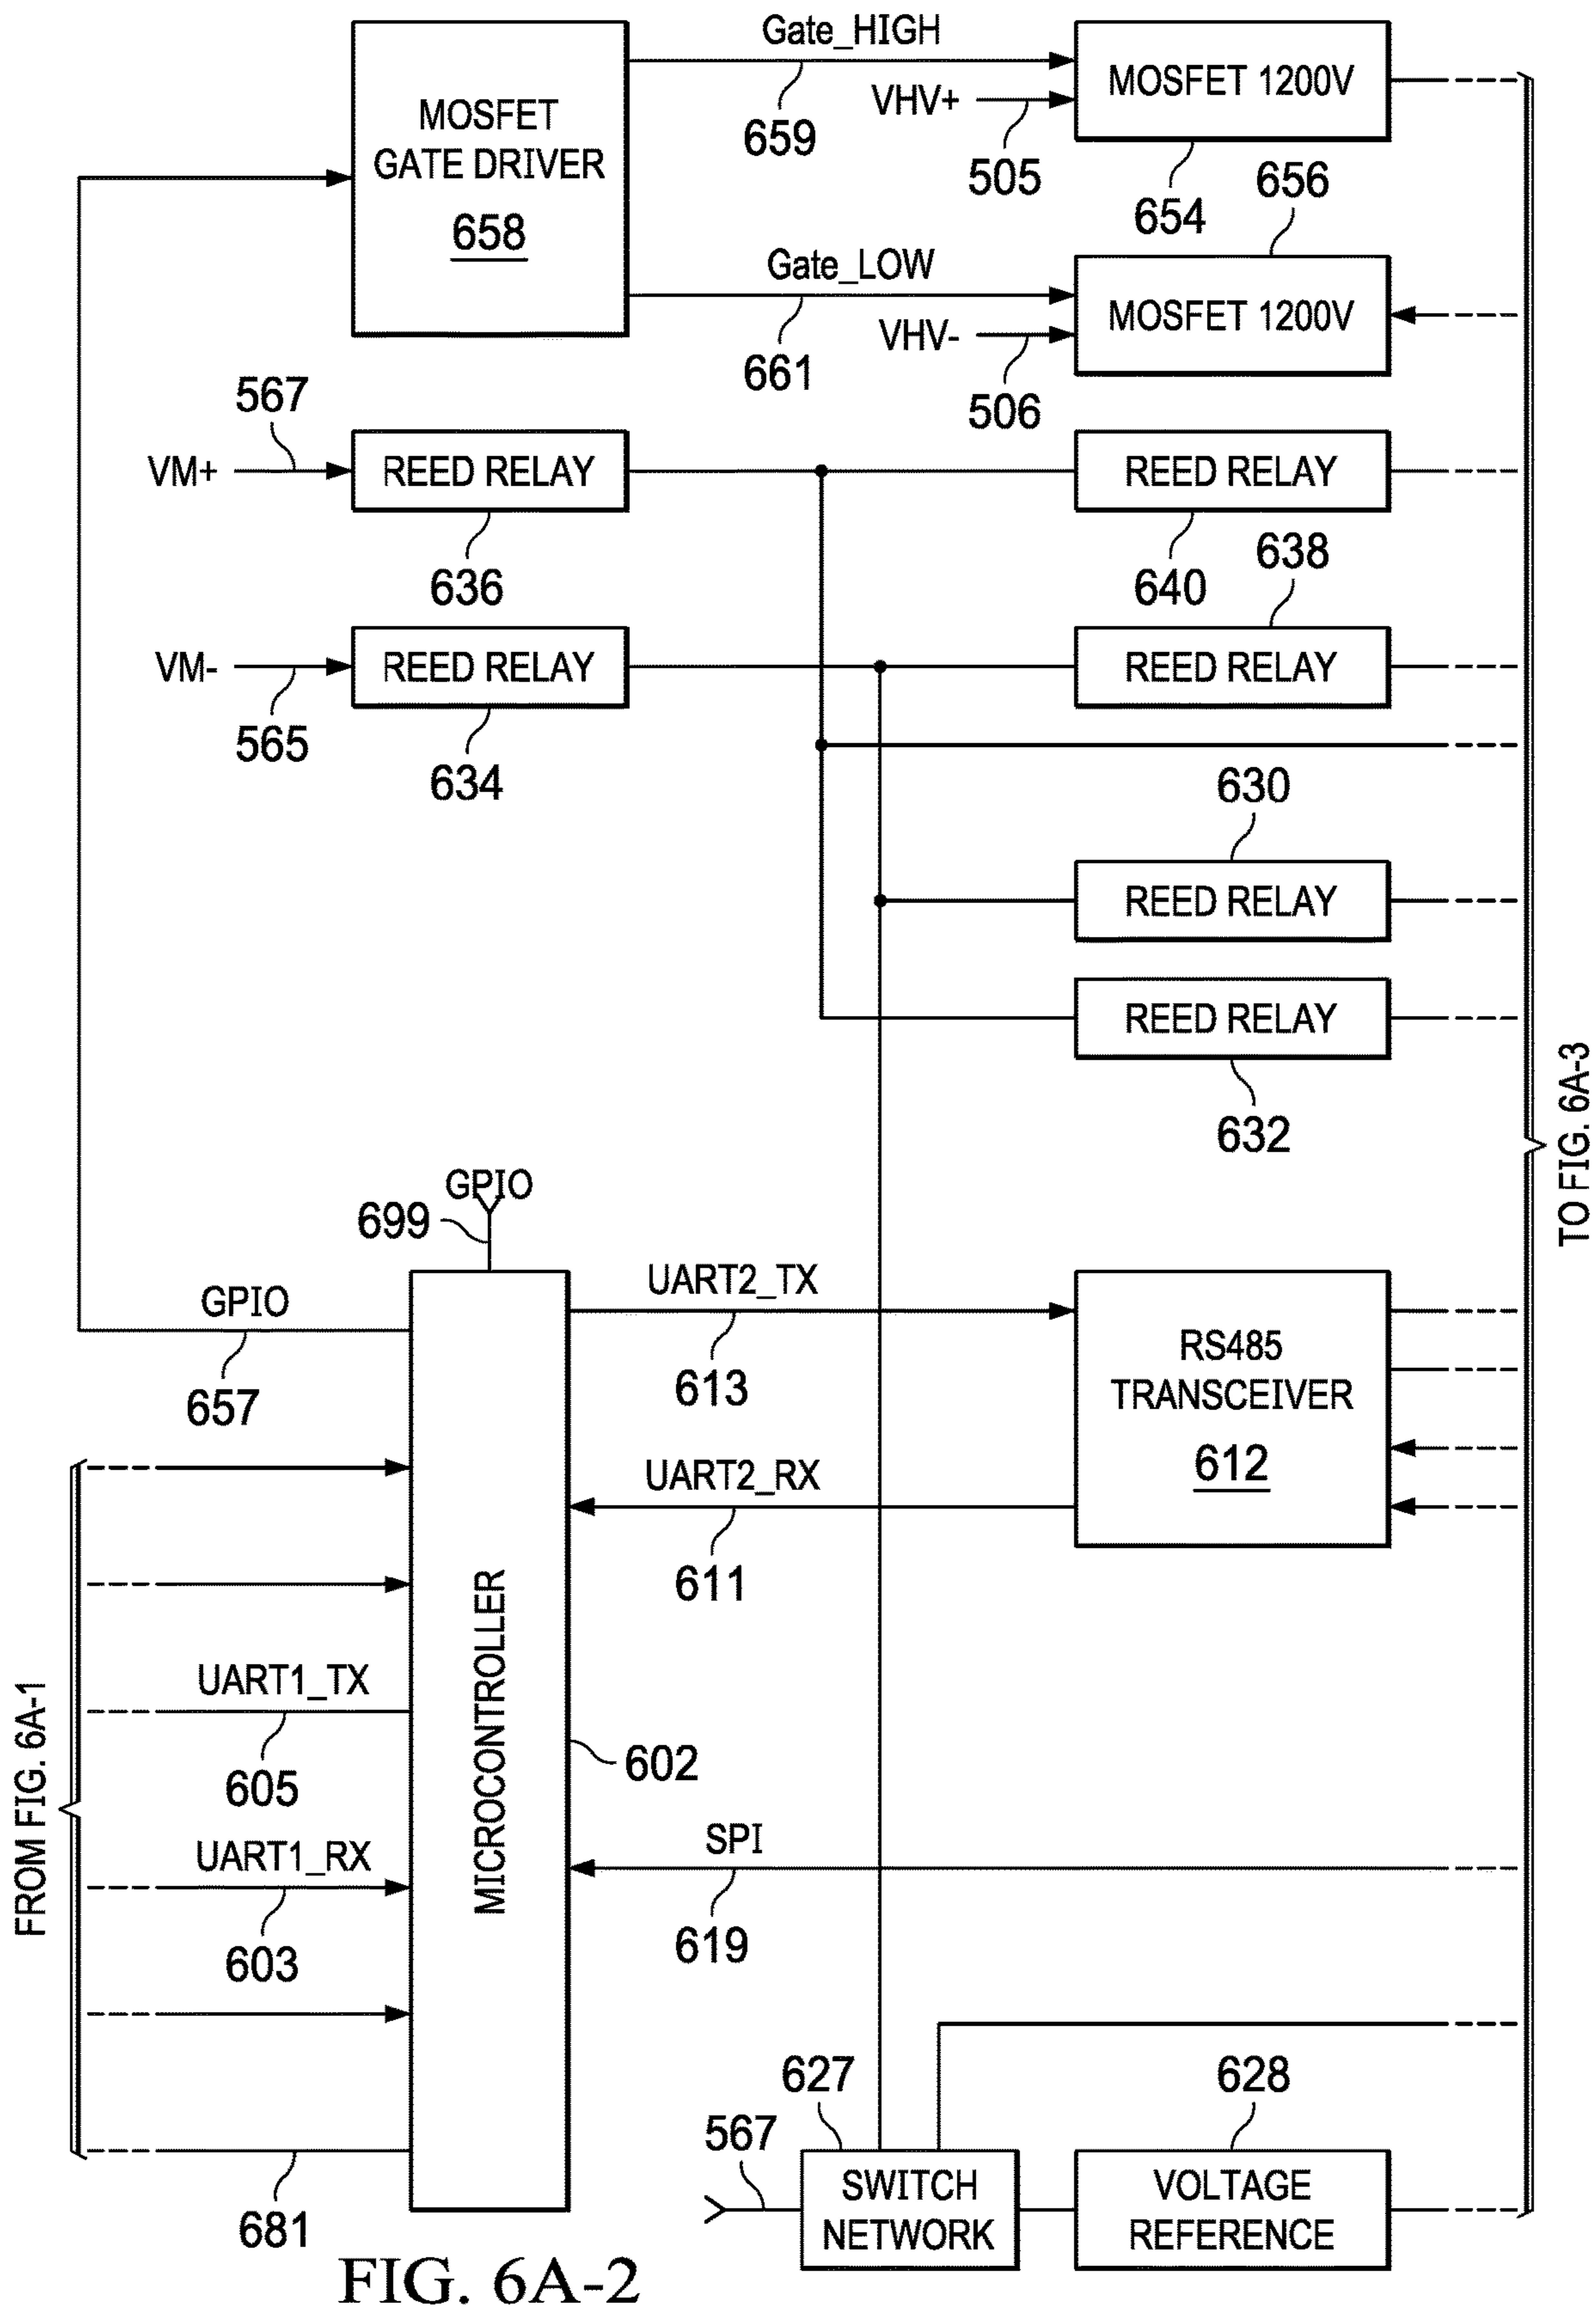 Gate_HIGH
MOSFET 1200V
VHV+
MOSFET
GATE DRIVER
658
659
505
654
656
Gate_LOW
MOSFET 1200V
VHV-
661
506
567
VM+
REED RELAY
REED RELAY
636
640
638
VM-
REED RELAY
REED RELAY
565
634
630
REED RELAY
REED RELAY
632
TO FIG. 6A-3
GPIO
699
GPIO
657
UART2_TX
613
RS485
TRANSCEIVER
612
UART2_RX
611
MICROCONTROLLER
602
FROM FIG. 6A-1
UART1_TX
605
UART1_RX
603
SPI
619
681
627
628
567
SWITCH
NETWORK
VOLTAGE
REFERENCE
FIG. 6A-2